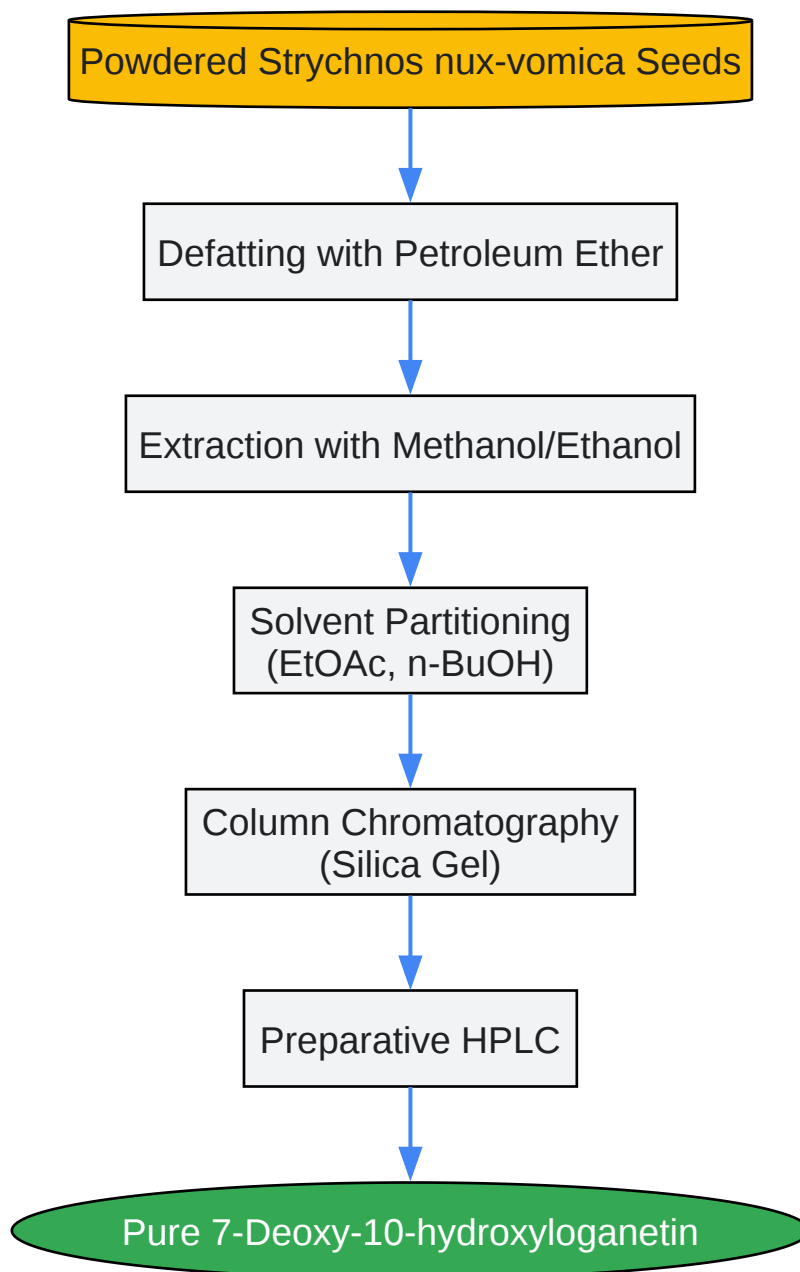 Powdered Strychnos nux-vomica Seeds
Defatting with Petroleum Ether
Extraction with Methanol/Ethanol
Solvent Partitioning
(EtOAc, n-BuOH)
Column Chromatography
(Silica Gel)
Preparative HPLC
Pure 7-Deoxy-10-hydroxyloganetin